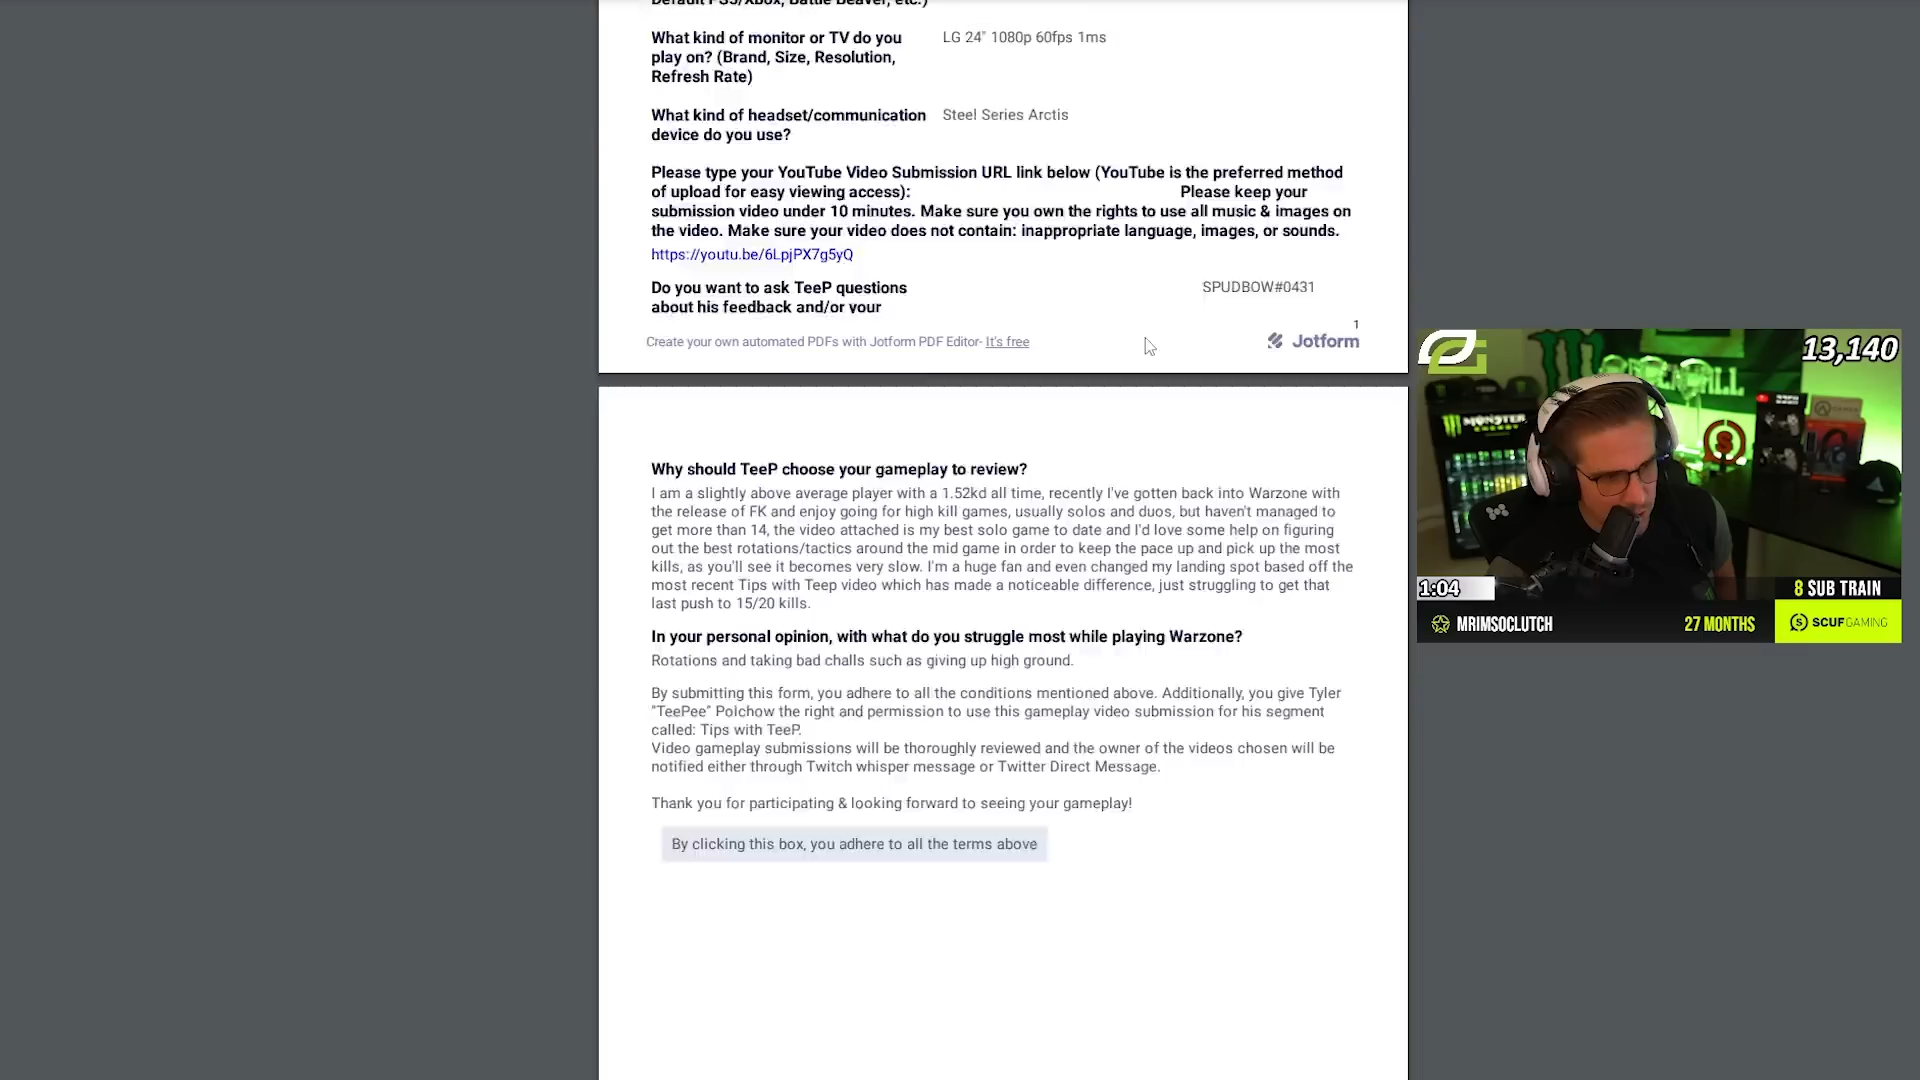 Default PS5/Xbox, Battle Beaver, etc.)
What kind of monitor or TV do you
play on? (Brand, Size, Resolution,
Refresh Rate)
LG 24" 1080p 60fps 1ms
What kind of headset/communication
device do you use?
Steel Series Arctis
Please type your YouTube Video Submission URL link below (YouTube is the preferred method
of upload for easy viewing access): Please keep your
submission video under 10 minutes. Make sure you own the rights to use all music & images on
the video. Make sure your video does not contain: inappropriate language, images, or sounds.
https://youtu.be/6LpjPX7g5yQ
Do you want to ask TeeP questions
about his feedback and/or your
SPUDBOW#0431
1
Create your own automated PDFs with Jotform PDF Editor- It's free
Jotform
Why should TeeP choose your gameplay to review?
I am a slightly above average player with a 1.52kd all time, recently I've gotten back into Warzone with
the release of FK and enjoy going for high kill games, usually solos and duos, but haven't managed to
get more than 14, the video attached is my best solo game to date and I'd love some help on figuring
out the best rotations/tactics around the mid game in order to keep the pace up and pick up the most
kills, as you'll see it becomes very slow. I'm a huge fan and even changed my landing spot based off the
most recent Tips with Teep video which has made a noticeable difference, just struggling to get that
last push to 15/20 kills.
In your personal opinion, with what do you struggle most while playing Warzone?
Rotations and taking bad challs such as giving up high ground.
By submitting this form, you adhere to all the conditions mentioned above. Additionally, you give Tyler
"TeePee" Polchow the right and permission to use this gameplay video submission for his segment
called: Tips with TeeP.
Video gameplay submissions will be thoroughly reviewed and the owner of the videos chosen will be
notified either through Twitch whisper message or Twitter Direct Message.
Thank you for participating & looking forward to seeing your gameplay!
By clicking this box, you adhere to all the terms above
13,140
MONSTER
ENERGY
1:04
8 SUB TRAIN
MRIMSOCLUTCH
27 MONTHS
SCUF GAMING